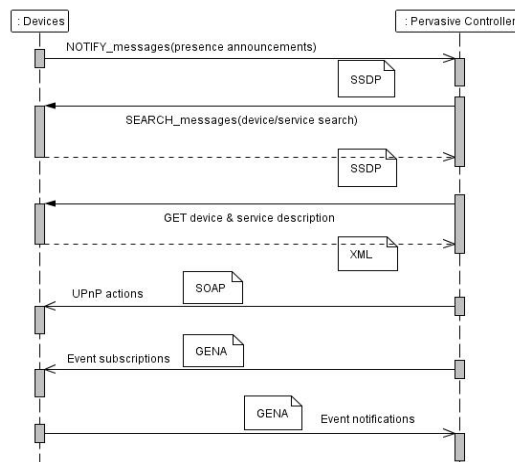 : Devices
: Pervasive Controller
NOTIFY_messages(presence announcements)
SSDP
SEARCH_messages(device/service search)
SSDP
GET device & service description
XML
SOAP
UPnP actions
GENA
Event subscriptions
GENA
Event notifications